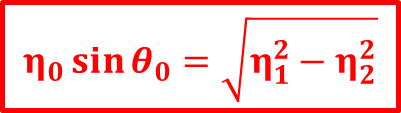 η₀ sin θ₀ = √(η₁² − η₂²)